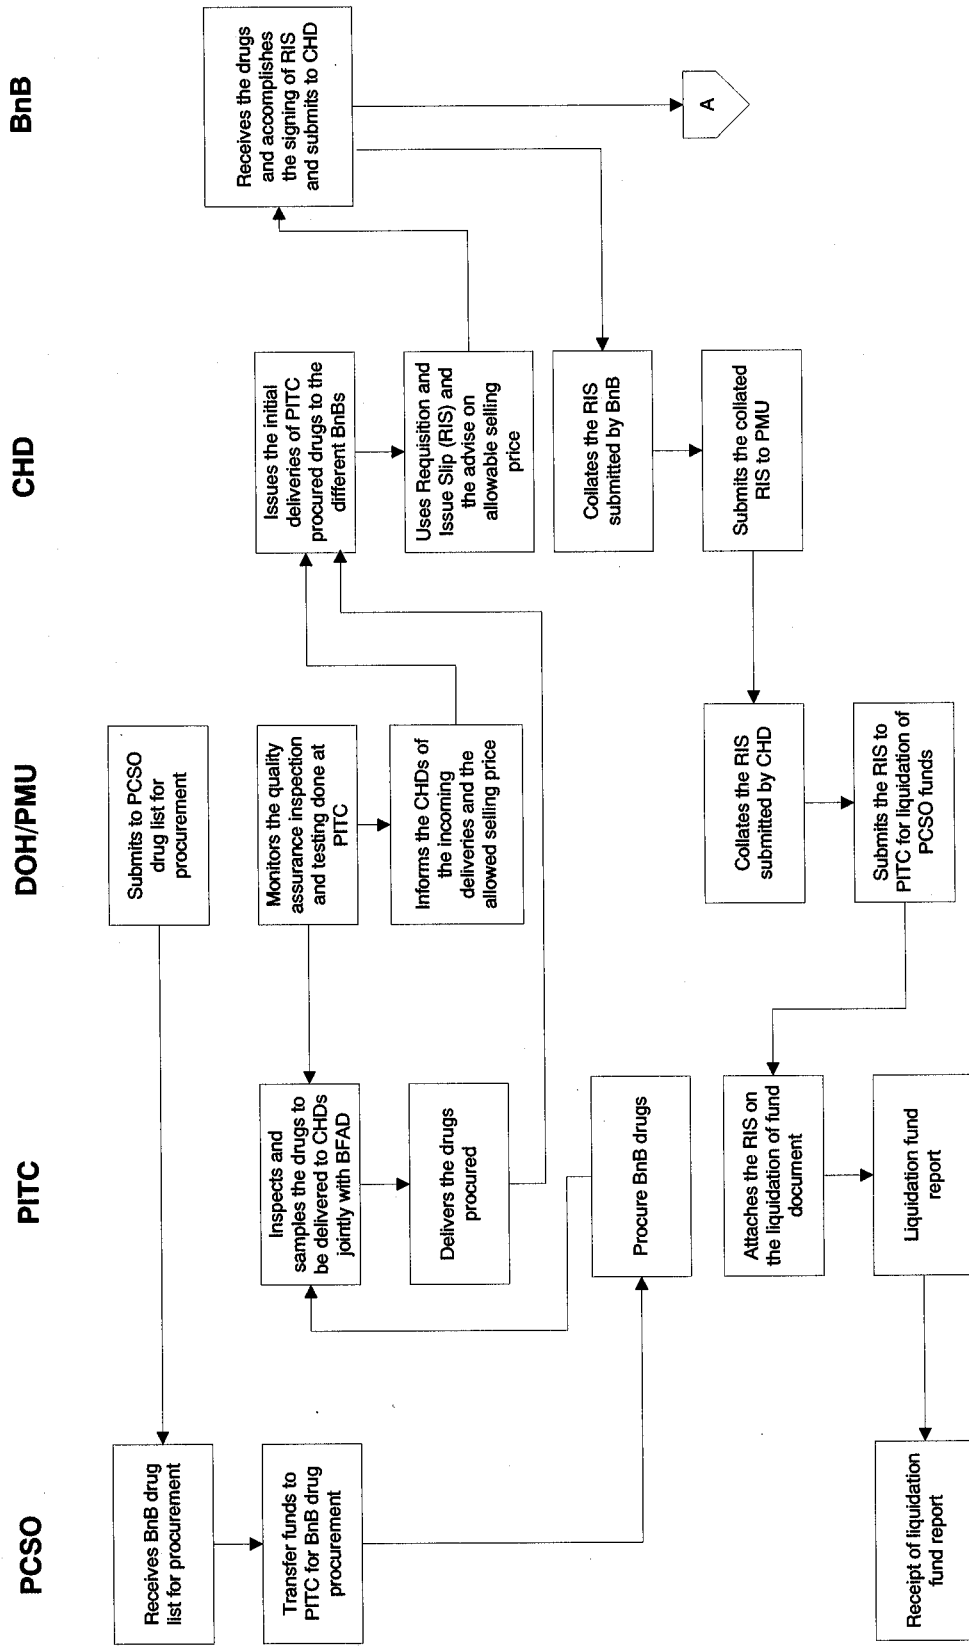 PCSO
PITC
DOH/PMU
CHD
BnB
Receives BnB drug
list for procurement
Transfer funds to
PITC for BnB drug
procurement
Receipt of liquidation
fund report
Inspects and
samples the drugs to
be delivered to CHDs
jointly with BFAD
Delivers the drugs
procured
Procure BnB drugs
Attaches the RIS on
the liquidation of fund
document
Liquidation fund
report
Submits to PCSO
drug list for
procurement
Monitors the quality
assurance inspection
and testing done at
PITC
Informs the CHDs of
the incoming
deliveries and the
allowed selling price
Collates the RIS
submitted by CHD
Submits the RIS to
PITC for liquidation of
PCSO funds
Issues the initial
deliveries of PITC
procured drugs to the
different BnBs
Uses Requisition and
Issue Slip (RIS) and
the advise on
allowable selling
price
Collates the RIS
submitted by BnB
Submits the collated
RIS to PMU
Receives the drugs
and accomplishes
the signing of RIS
and submits to CHD
A